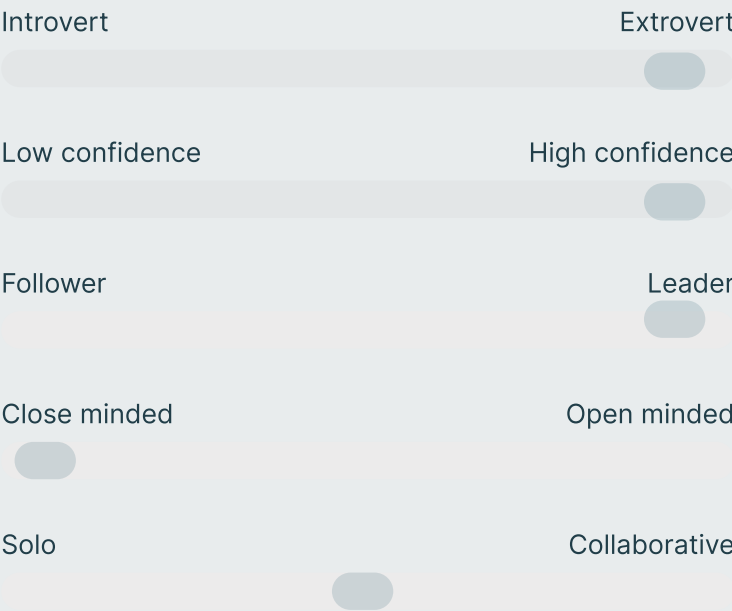 Introvert Extrovert
Low confidence High confidence
Follower Leader
Close minded Open minded
Solo Collaborative